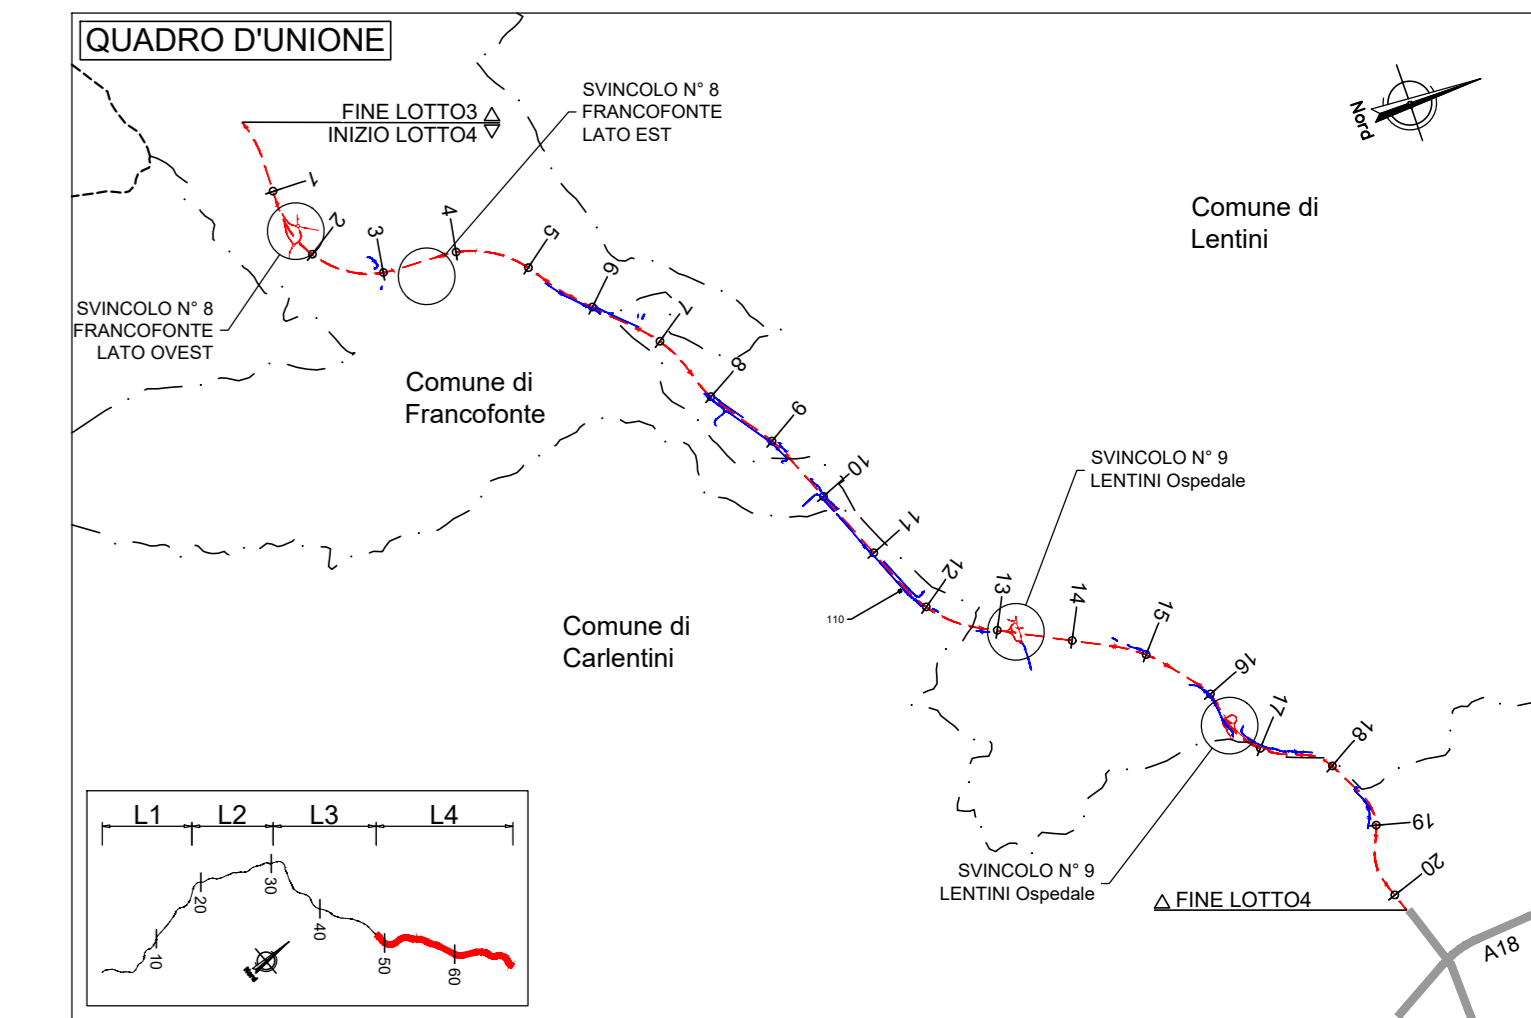 QUADRO D'UNIONE
FINE LOTTO3
INIZIO LOTTO4
SVINCOLO N° 8
FRANCOFONTE
LATO EST
Nord
Comune di
Lentini
1
2
3
4
5
6
7
8
9
10
11
12
13
14
15
16
17
18
19
20
SVINCOLO N° 8
FRANCOFONTE
LATO OVEST
Comune di
Francofonte
SVINCOLO N° 9
LENTINI Ospedale
110
Comune di
Carlentini
SVINCOLO N° 9
LENTINI Ospedale
FINE LOTTO4
A18
L1
L2
L3
L4
10
20
30
40
50
60
Nord